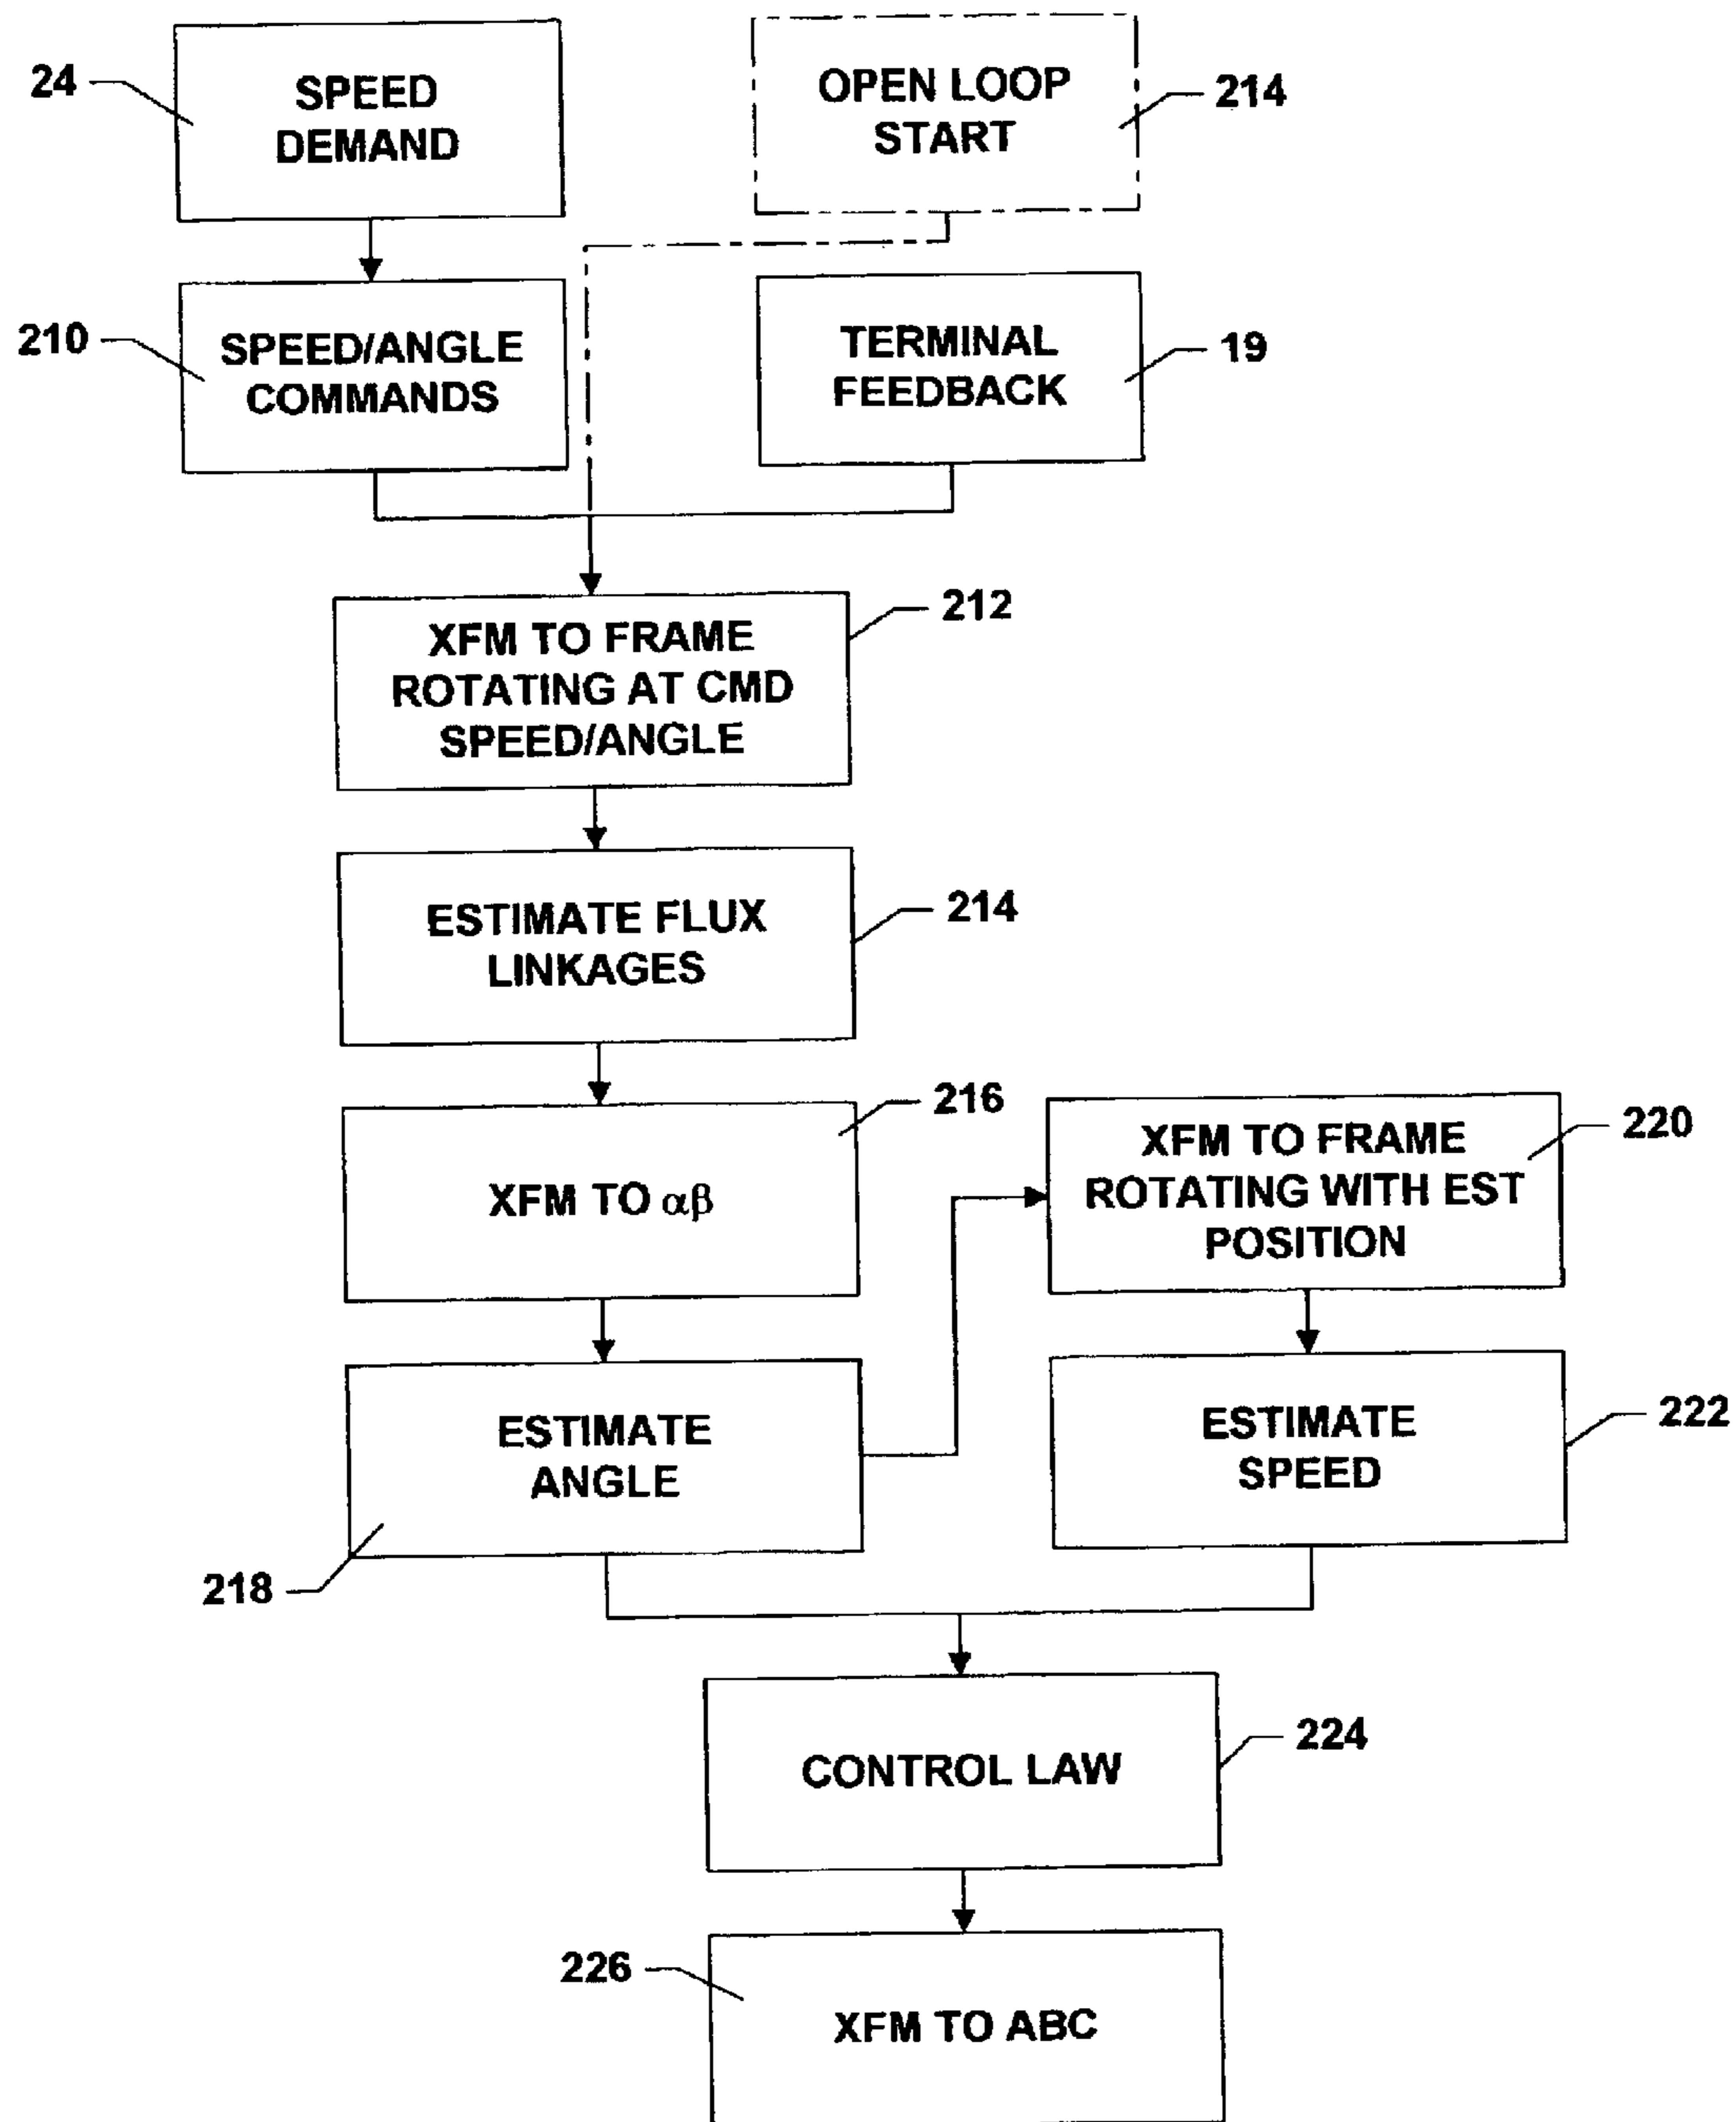 24
SPEED
DEMAND
OPEN LOOP
START
214
210
SPEED/ANGLE
COMMANDS
TERMINAL
FEEDBACK
19
XFM TO FRAME
ROTATING AT CMD
SPEED/ANGLE
212
ESTIMATE FLUX
LINKAGES
214
XFM TO αβ
216
XFM TO FRAME
ROTATING WITH EST
POSITION
220
ESTIMATE
ANGLE
218
ESTIMATE
SPEED
222
CONTROL LAW
224
226
XFM TO ABC